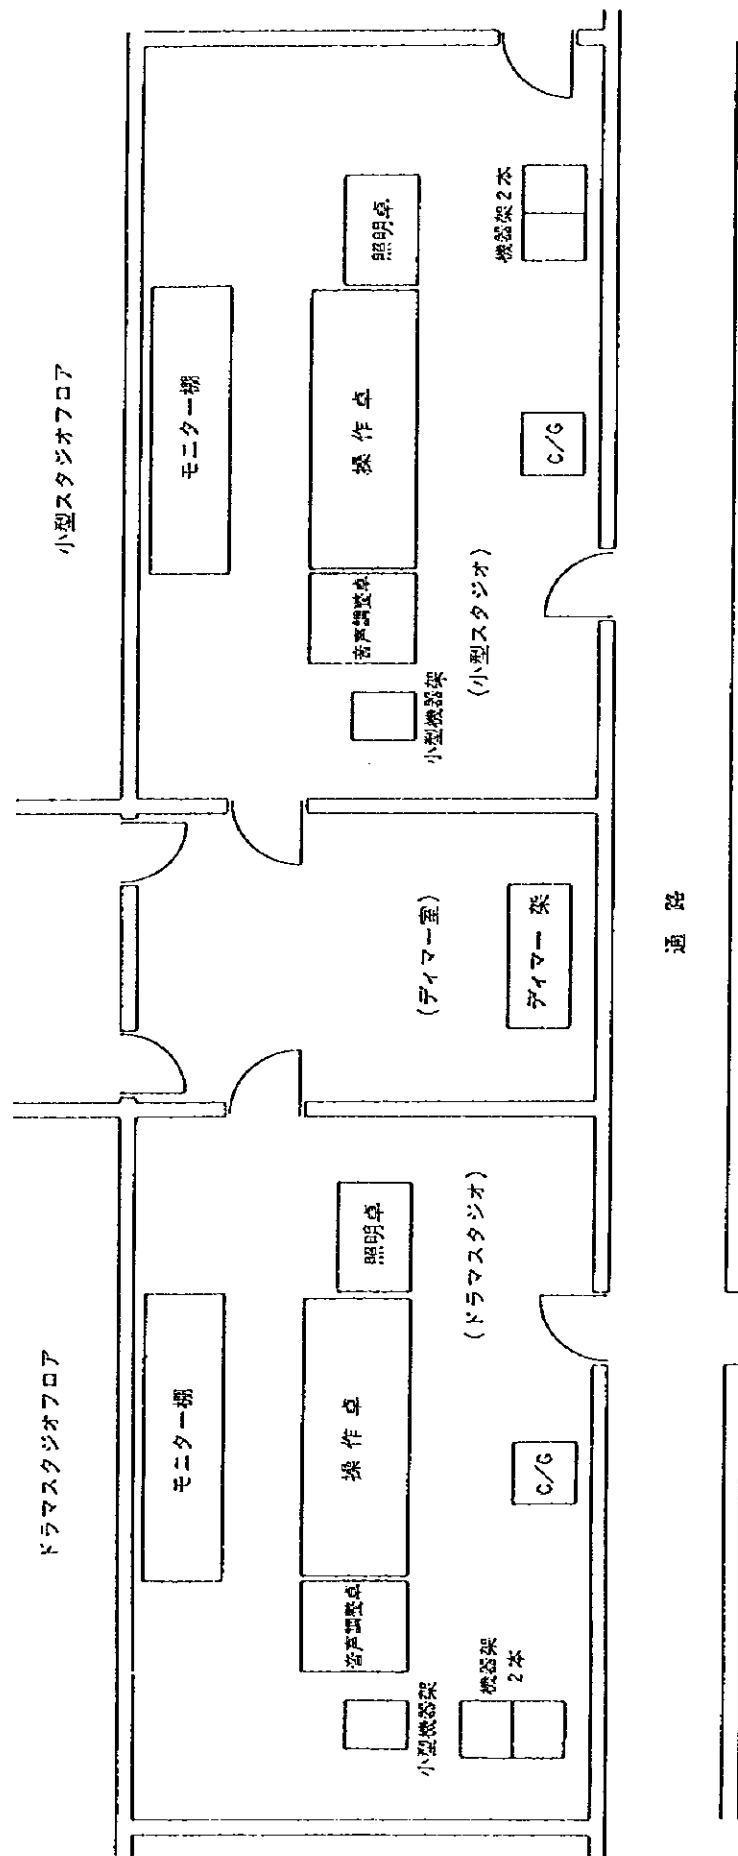 ドラマスタジオフロア
モニター棚
音声調整卓
操作卓
照明卓
小型機器架
機器架
2本
C/G
(ドラマスタジオ)
(ディマー室)
ディマー架
小型スタジオフロア
モニター棚
音声調整卓
操作卓
照明卓
小型機器架
(小型スタジオ)
C/G
機器架2本
通路